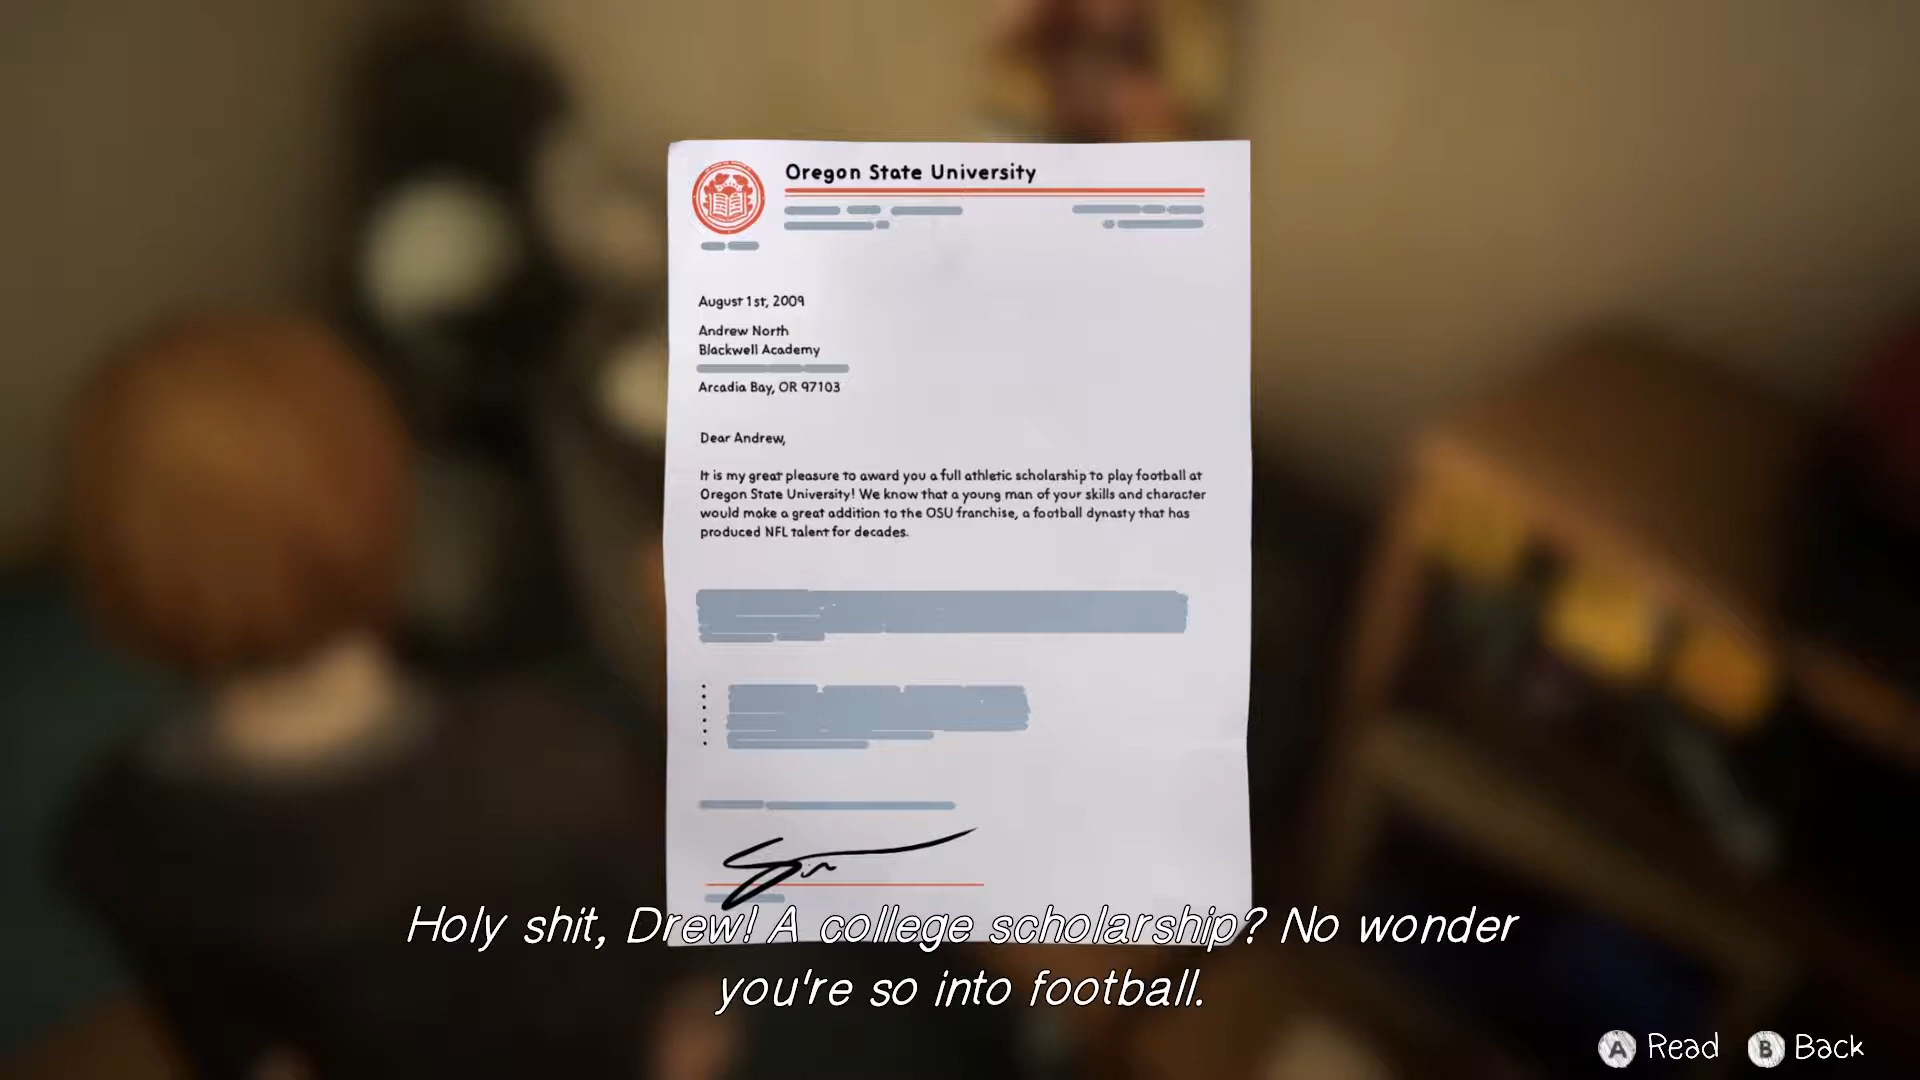 Oregon State University
August 1st, 2009
Andrew North
Blackwell Academy
Arcadia Bay, OR 97103
Dear Andrew,
It is my great pleasure to award you a full athletic scholarship to play football at
Oregon State University! We know that a young man of your skills and character
would make a great addition to the OSU franchise, a football dynasty that has
produced NFL talent for decades.
Holy shit, Drew! A college scholarship? No wonder
you're so into football.
A Read B Back